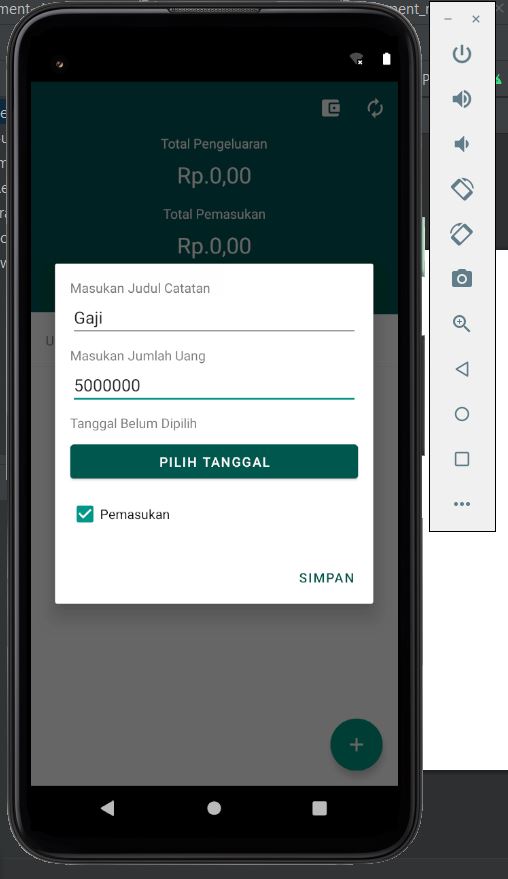 Total Pengeluaran
Rp.0,00
Total Pemasukan
Rp.0,00
Masukan Judul Catatan
Gaji
Masukan Jumlah Uang
5000000
Tanggal Belum Dipilih
PILIH TANGGAL
Pemasukan
SIMPAN